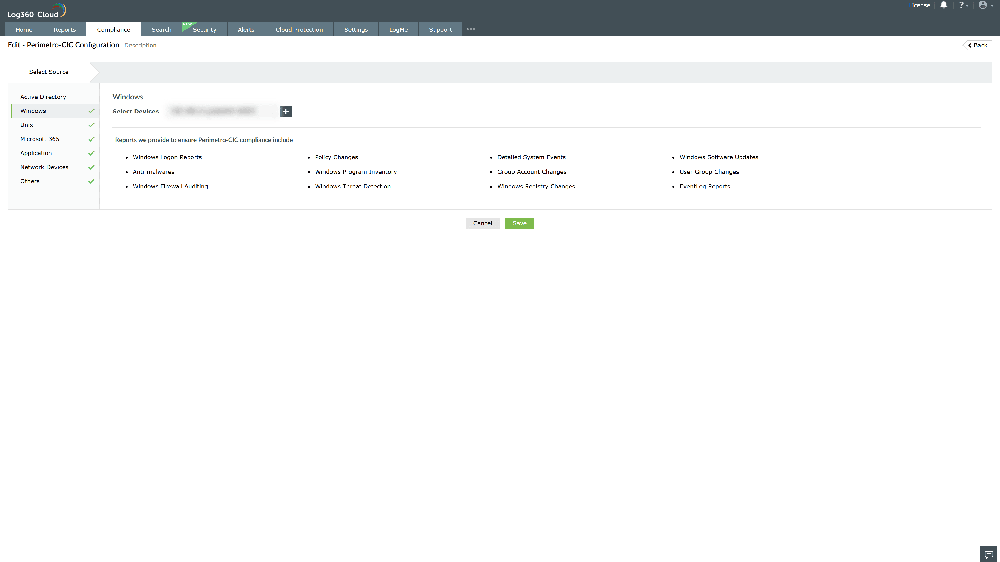 License ?
Log360 Cloud
Home Reports Compliance Search NEW Security Alerts Cloud Protection Settings LogMe Support
Edit - Perimetro-CIC Configuration Description Back
Select Source
Active Directory
Windows
Unix
Microsoft 365
Application
Network Devices
Others
Windows
Select Devices
Reports we provide to ensure Perimetro-CIC compliance include
Windows Logon Reports Policy Changes Detailed System Events Windows Software Updates
Anti-malwares Windows Program Inventory Group Account Changes User Group Changes
Windows Firewall Auditing Windows Threat Detection Windows Registry Changes EventLog Reports
Cancel Save